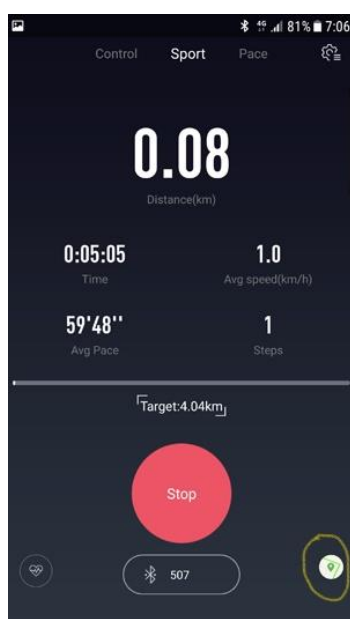 4G 81% 7:06
Control Sport Pace
0.08
Distance(km)
0:05:05 1.0
Time Avg speed(km/h)
59'48'' 1
Avg Pace Steps
Target:4.04km
Stop
507